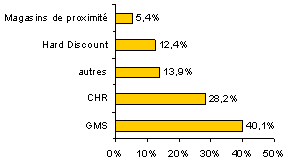 Magasins de proximité 5,4%
Hard Discount 12,4%
autres 13,9%
CHR 28,2%
GMS 40,1%
0% 10% 20% 30% 40% 50%